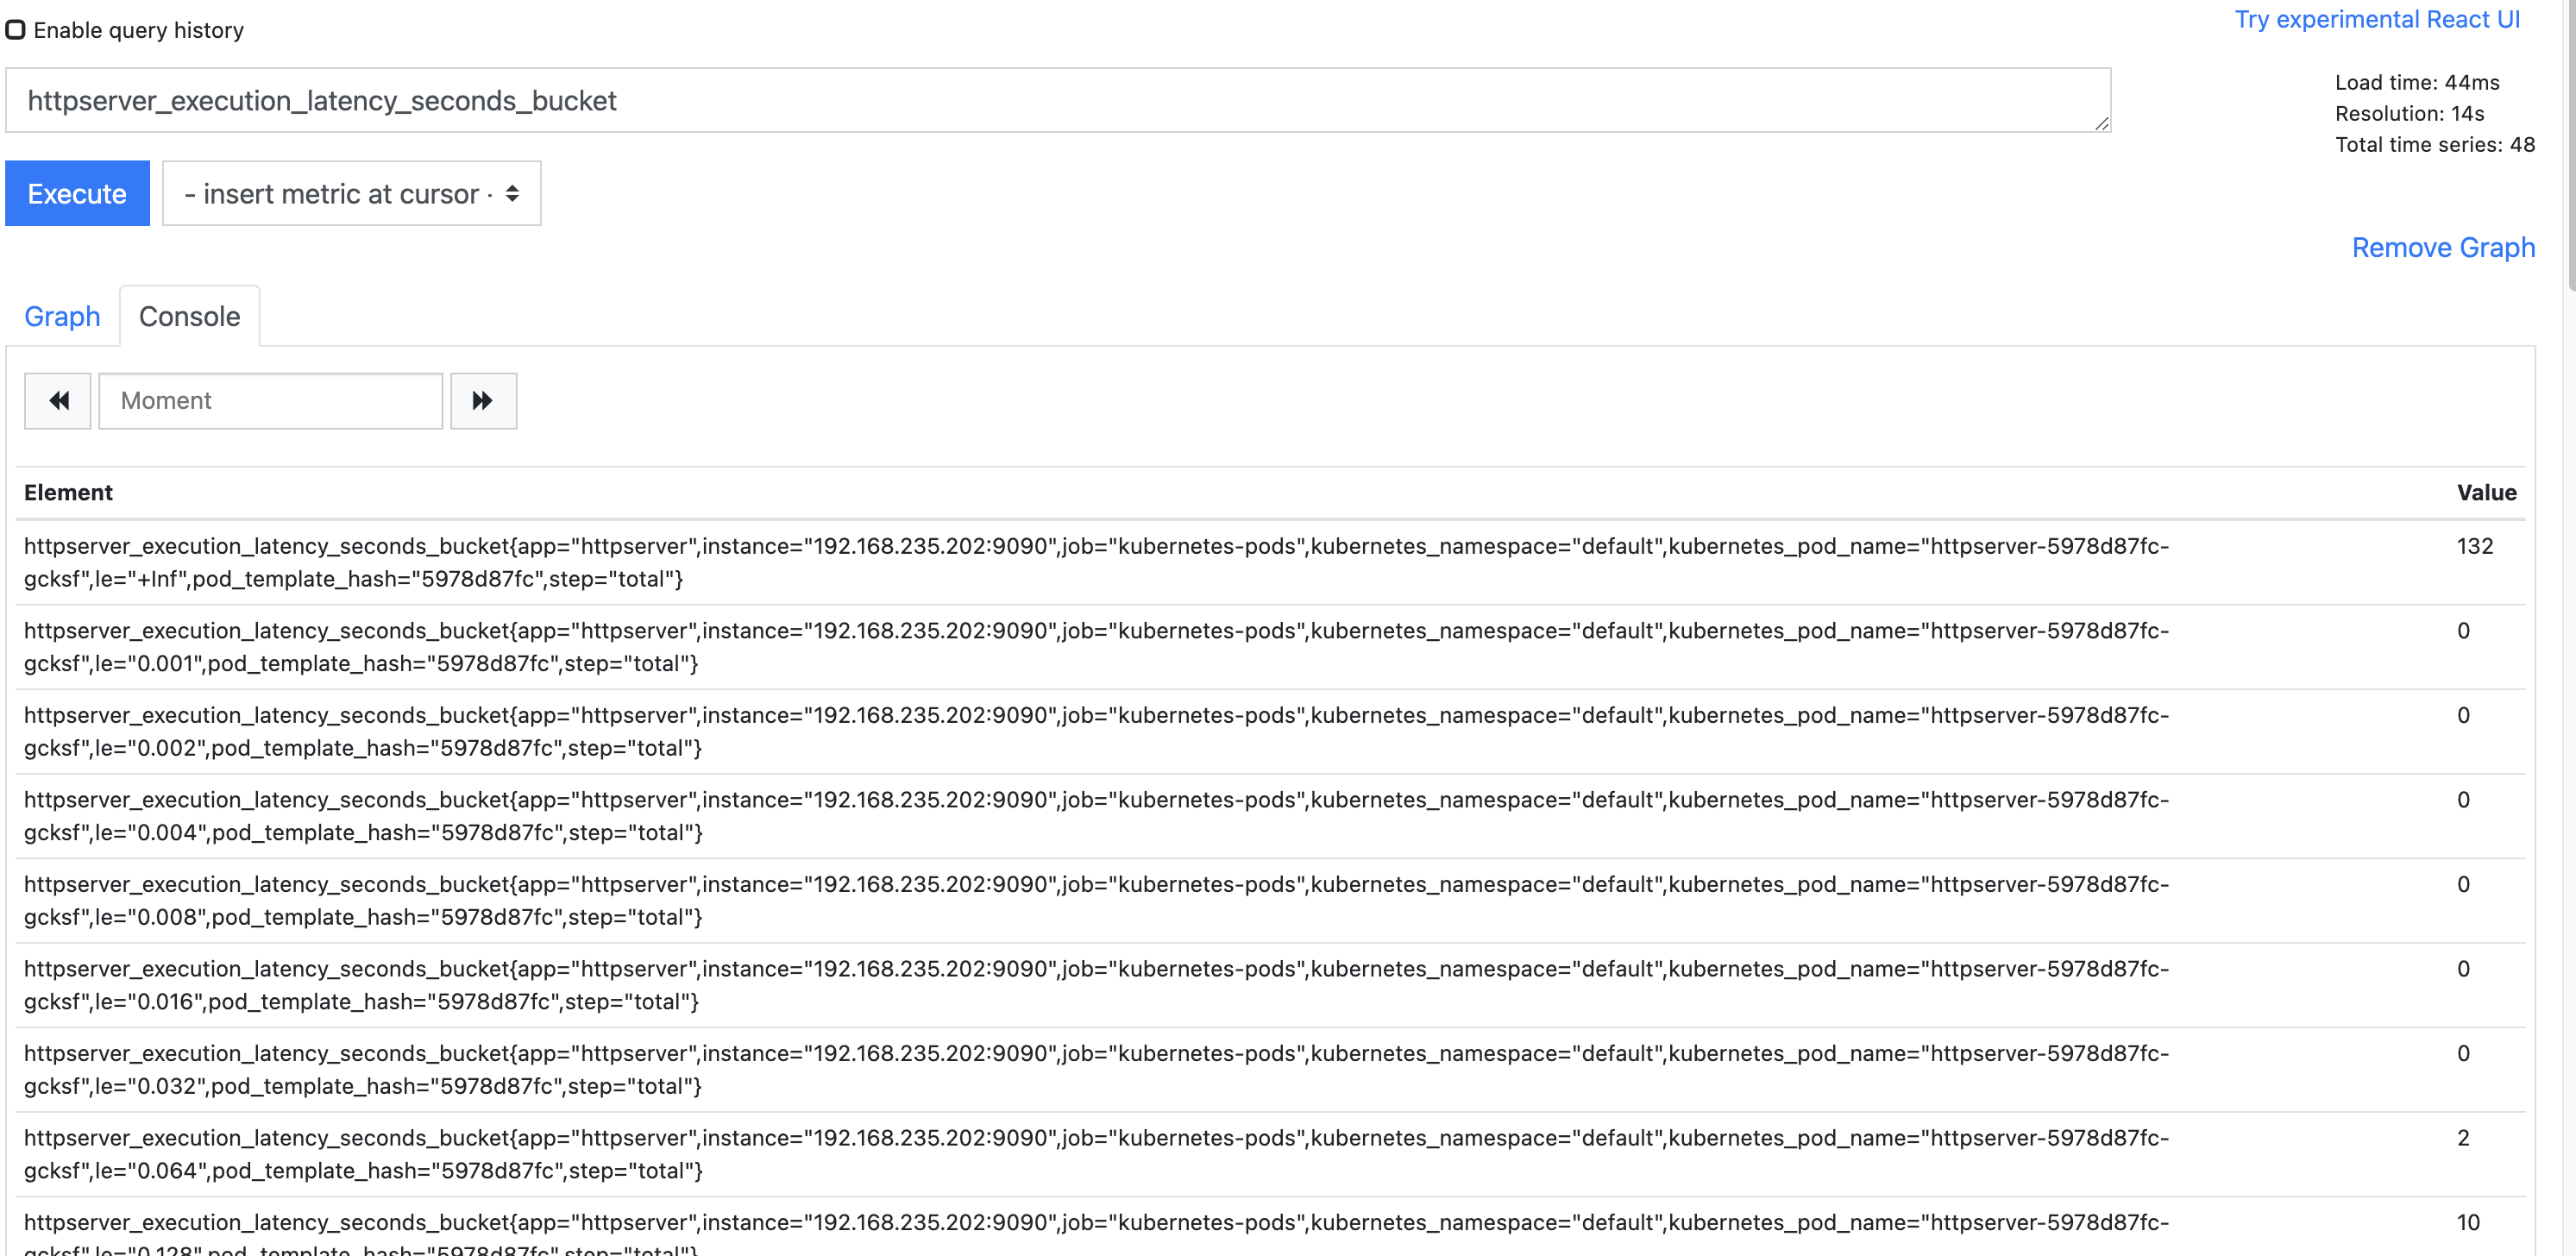 Enable query history
Try experimental React UI
httpserver_execution_latency_seconds_bucket
Load time: 44ms
Resolution: 14s
Total time series: 48
Execute
- insert metric at cursor -
Remove Graph
Graph
Console
Moment
Element
Value
httpserver_execution_latency_seconds_bucket{app="httpserver",instance="192.168.235.202:9090",job="kubernetes-pods",kubernetes_namespace="default",kubernetes_pod_name="httpserver-5978d87fc-
132
gcksf",le="+Inf",pod_template_hash="5978d87fc",step="total"}
httpserver_execution_latency_seconds_bucket{app="httpserver",instance="192.168.235.202:9090",job="kubernetes-pods",kubernetes_namespace="default",kubernetes_pod_name="httpserver-5978d87fc-
0
gcksf",le="0.001",pod_template_hash="5978d87fc",step="total"}
httpserver_execution_latency_seconds_bucket{app="httpserver",instance="192.168.235.202:9090",job="kubernetes-pods",kubernetes_namespace="default",kubernetes_pod_name="httpserver-5978d87fc-
0
gcksf",le="0.002",pod_template_hash="5978d87fc",step="total"}
httpserver_execution_latency_seconds_bucket{app="httpserver",instance="192.168.235.202:9090",job="kubernetes-pods",kubernetes_namespace="default",kubernetes_pod_name="httpserver-5978d87fc-
0
gcksf",le="0.004",pod_template_hash="5978d87fc",step="total"}
httpserver_execution_latency_seconds_bucket{app="httpserver",instance="192.168.235.202:9090",job="kubernetes-pods",kubernetes_namespace="default",kubernetes_pod_name="httpserver-5978d87fc-
0
gcksf",le="0.008",pod_template_hash="5978d87fc",step="total"}
httpserver_execution_latency_seconds_bucket{app="httpserver",instance="192.168.235.202:9090",job="kubernetes-pods",kubernetes_namespace="default",kubernetes_pod_name="httpserver-5978d87fc-
0
gcksf",le="0.016",pod_template_hash="5978d87fc",step="total"}
httpserver_execution_latency_seconds_bucket{app="httpserver",instance="192.168.235.202:9090",job="kubernetes-pods",kubernetes_namespace="default",kubernetes_pod_name="httpserver-5978d87fc-
0
gcksf",le="0.032",pod_template_hash="5978d87fc",step="total"}
httpserver_execution_latency_seconds_bucket{app="httpserver",instance="192.168.235.202:9090",job="kubernetes-pods",kubernetes_namespace="default",kubernetes_pod_name="httpserver-5978d87fc-
2
gcksf",le="0.064",pod_template_hash="5978d87fc",step="total"}
httpserver_execution_latency_seconds_bucket{app="httpserver",instance="192.168.235.202:9090",job="kubernetes-pods",kubernetes_namespace="default",kubernetes_pod_name="httpserver-5978d87fc-
10
gcksf",le="0.128",pod_template_hash="5978d87fc",step="total"}